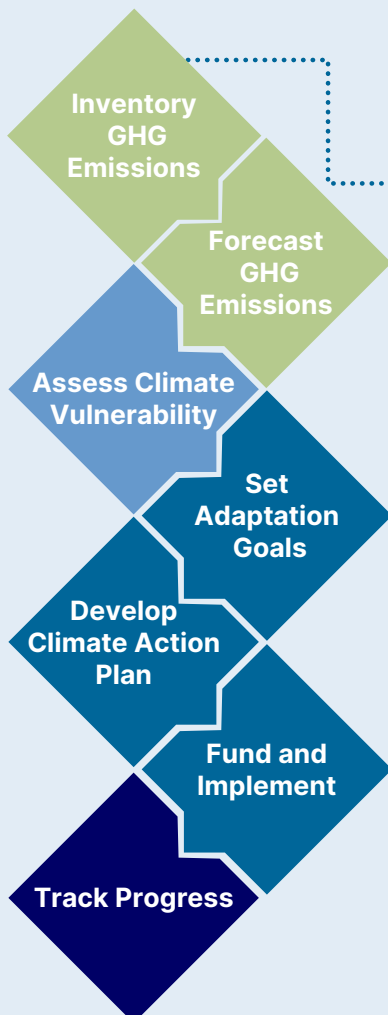 Inventory
GHG
Emissions
Forecast
GHG
Emissions
Assess Climate
Vulnerability
Set
Adaptation
Goals
Develop
Climate Action
Plan
Fund and
Implement
Track Progress